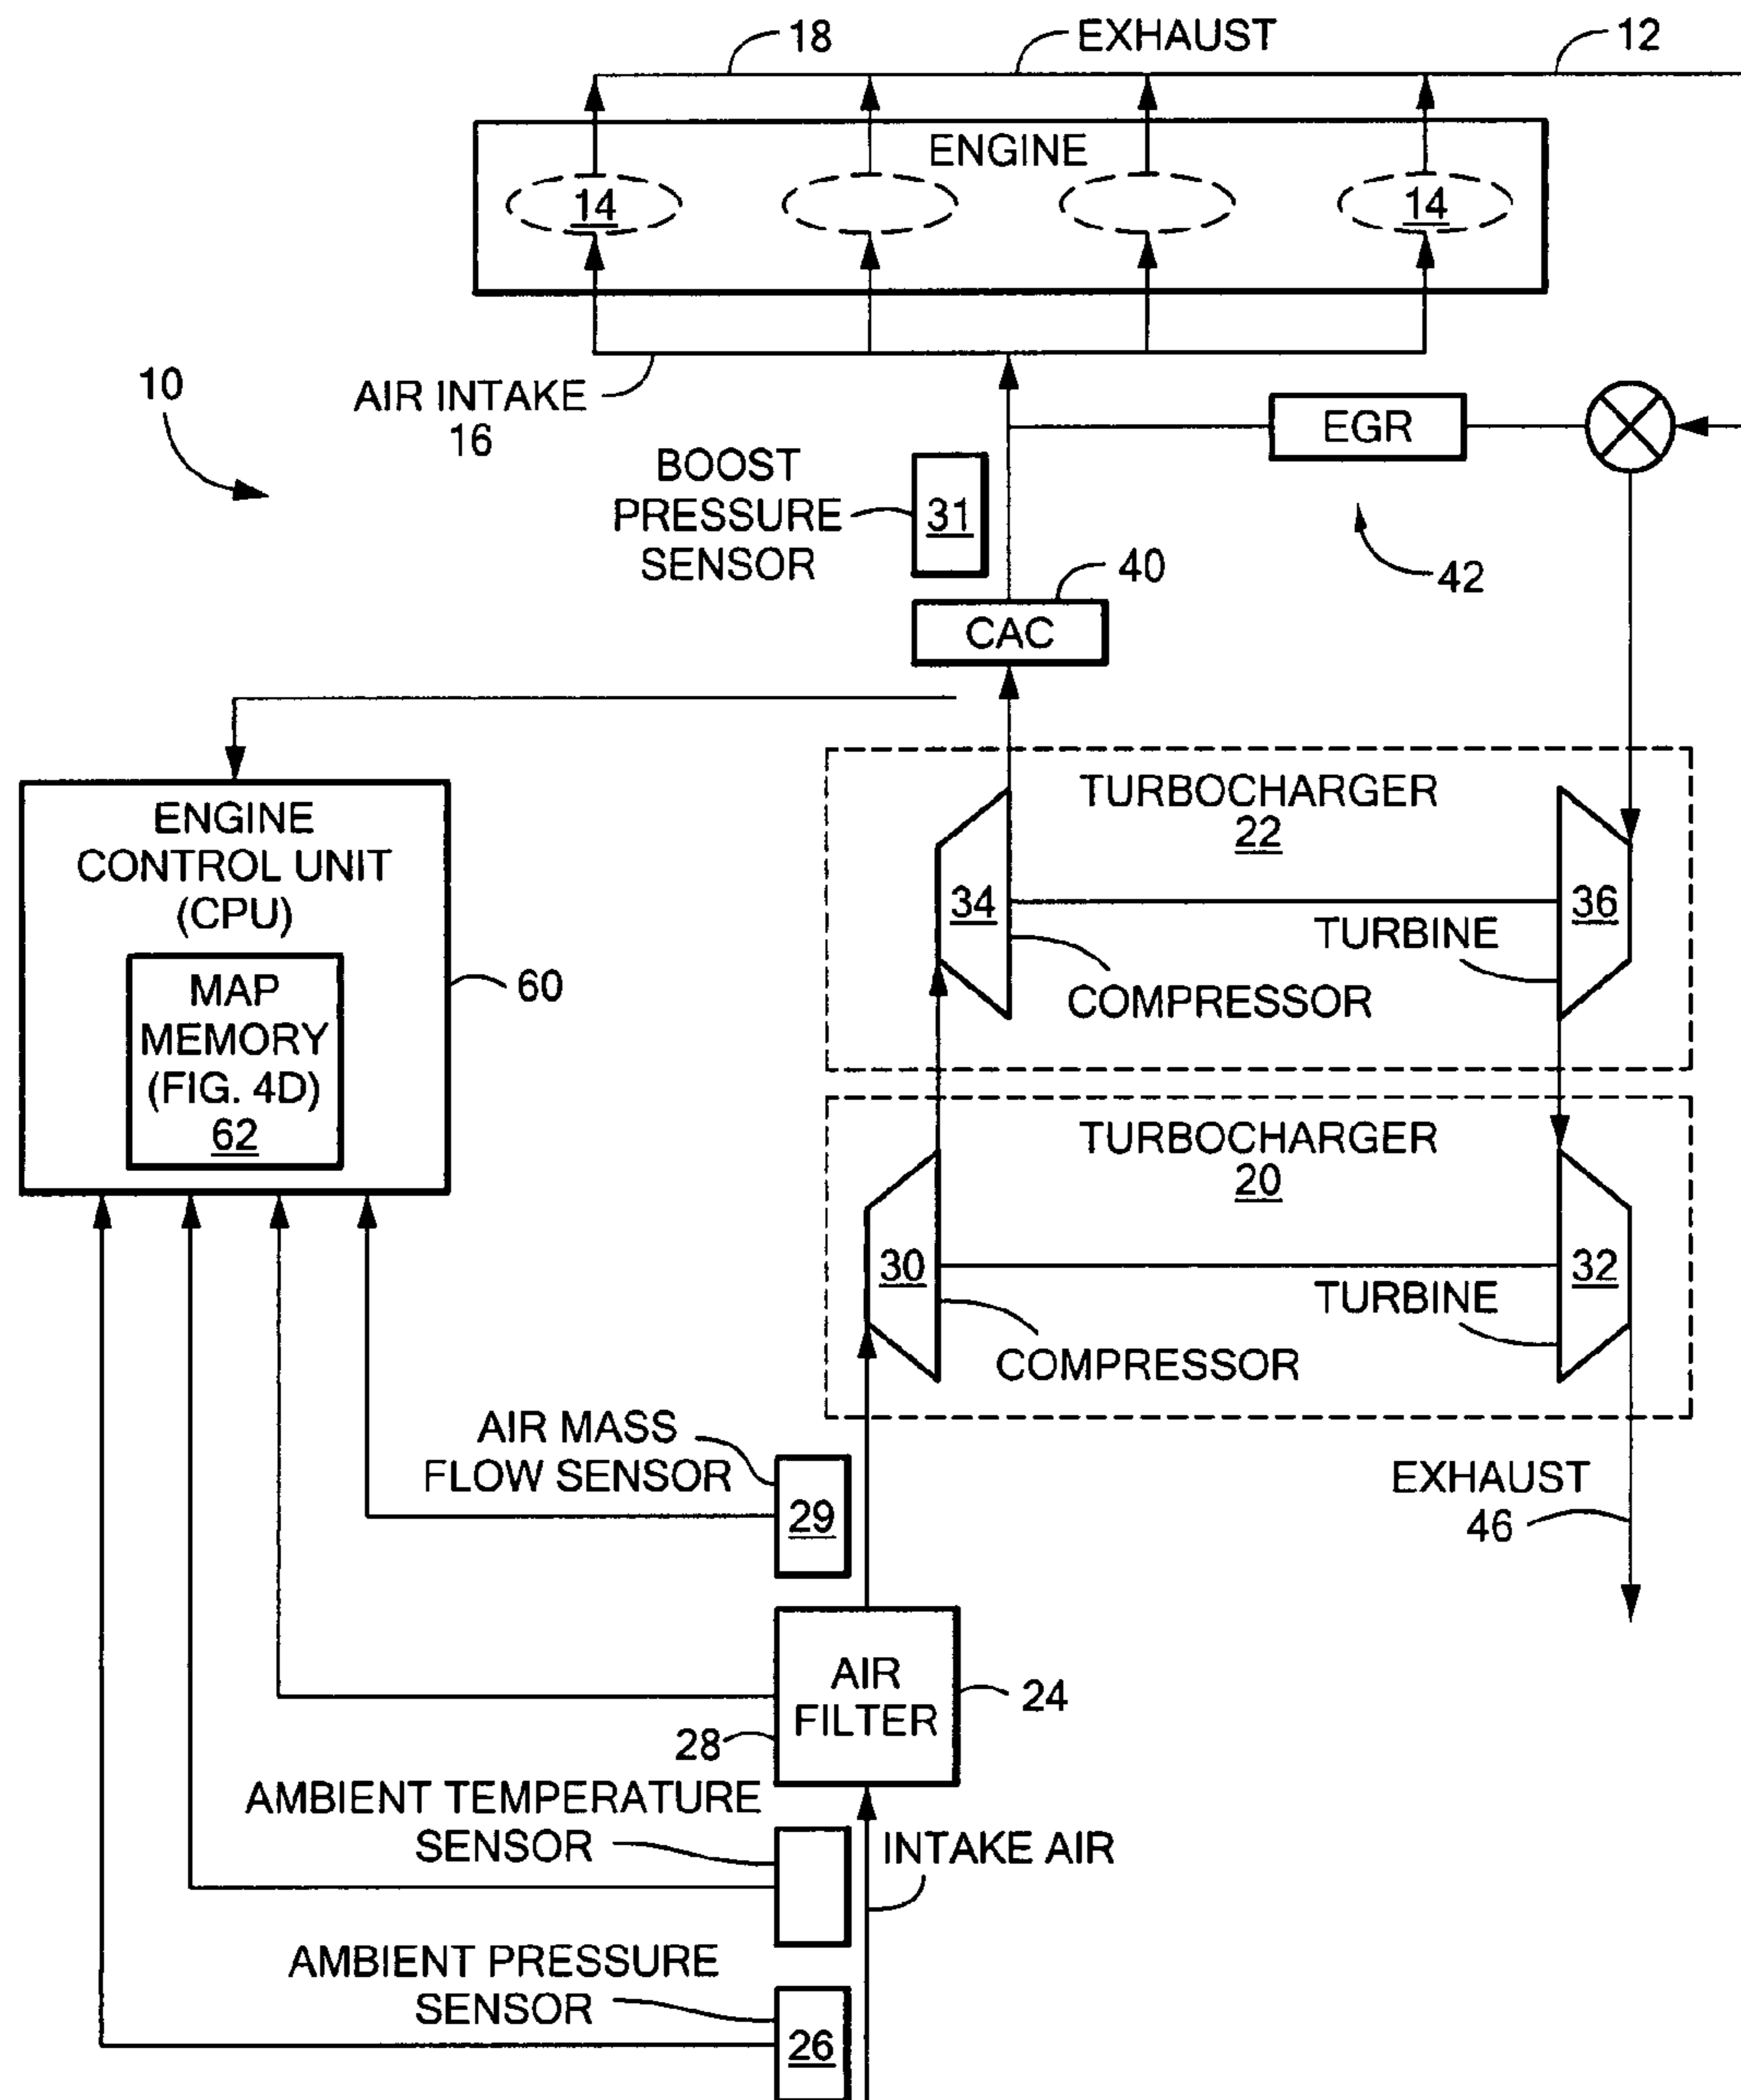 18
EXHAUST
12
ENGINE
14
14
10
AIR INTAKE
16
EGR
BOOST
PRESSURE
SENSOR
31
42
40
CAC
ENGINE
CONTROL UNIT
(CPU)
MAP
MEMORY
(FIG. 4D)
62
60
TURBOCHARGER
22
34
36
TURBINE
COMPRESSOR
TURBOCHARGER
20
30
32
TURBINE
COMPRESSOR
AIR MASS
FLOW SENSOR
29
EXHAUST
46
AIR
FILTER
24
28
AMBIENT TEMPERATURE
SENSOR
INTAKE AIR
AMBIENT PRESSURE
SENSOR
26